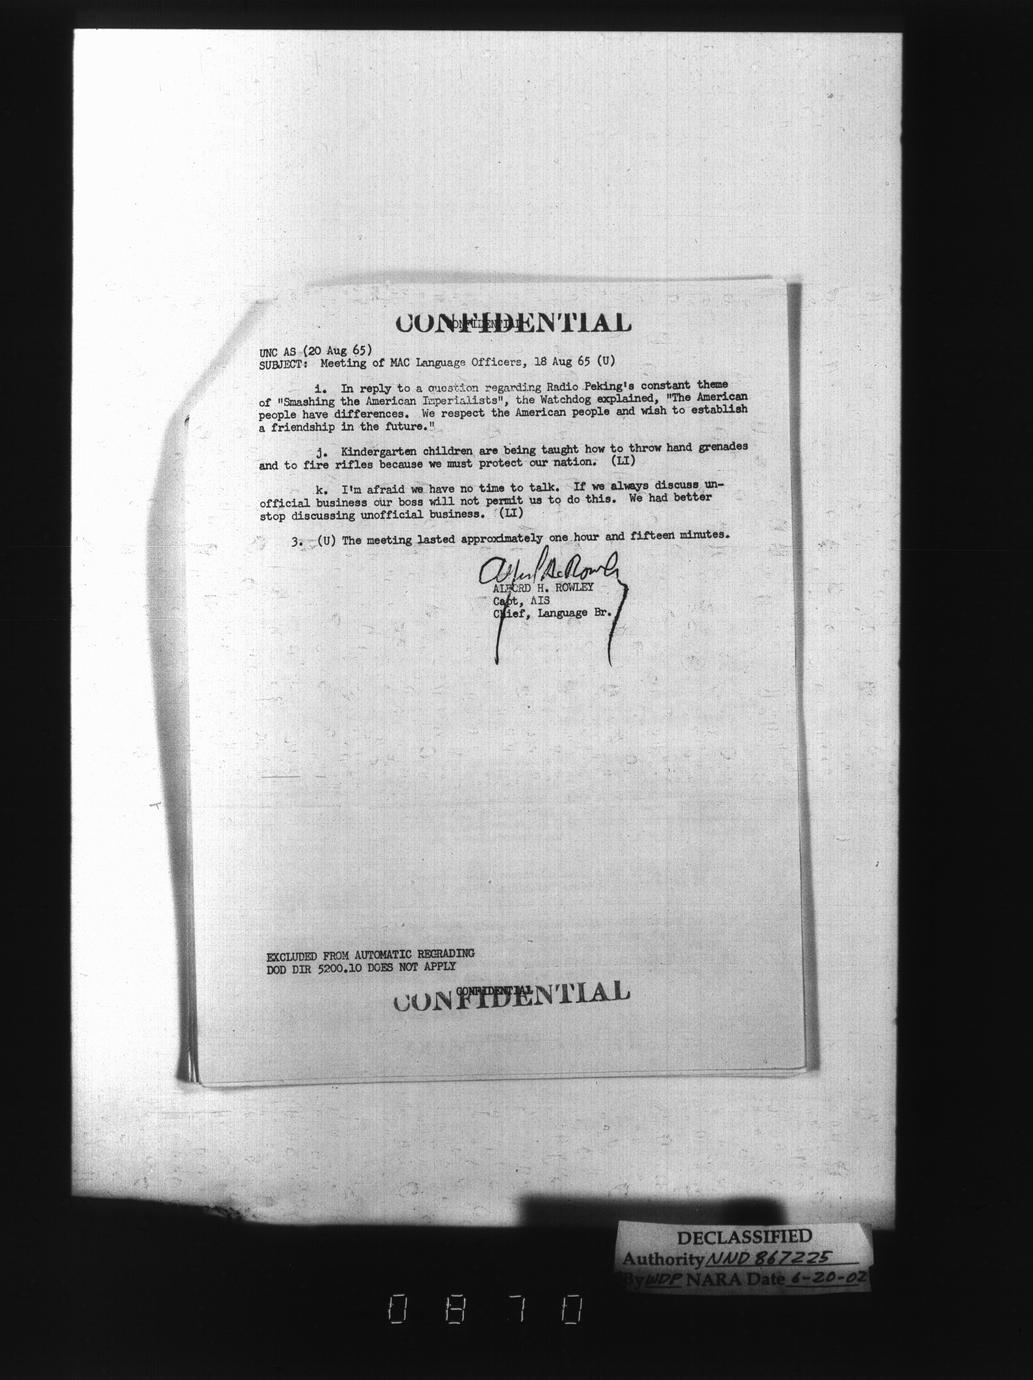 CONFIDENTIAL
CONFIDENTIAL
UNC AS (20 Aug 65)
SUBJECT: Meeting of MAC Language Officers, 18 Aug 65 (U)
i. In reply to a question regarding Radio Peking's constant theme
of "Smashing the American Imperialists", the Watchdog explained, "The American
people have differences. We respect the American people and wish to establish
a friendship in the future."
j. Kindergarten children are being taught how to throw hand grenades
and to fire rifles because we must protect our nation. (LI)
k. I'm afraid we have no time to talk. If we always discuss un-
official business our boss will not permit us to do this. We had better
stop discussing unofficial business. (LI)
3. (U) The meeting lasted approximately one hour and fifteen minutes.
ALFORD H. ROWLEY
Capt, AIS
Chief, Language Br.
EXCLUDED FROM AUTOMATIC REGRADING
DOD DIR 5200.10 DOES NOT APPLY
CONFIDENTIAL
CONFIDENTIAL
DECLASSIFIED
Authority NND 867225
By WDP NARA Date 6-20-02
0870